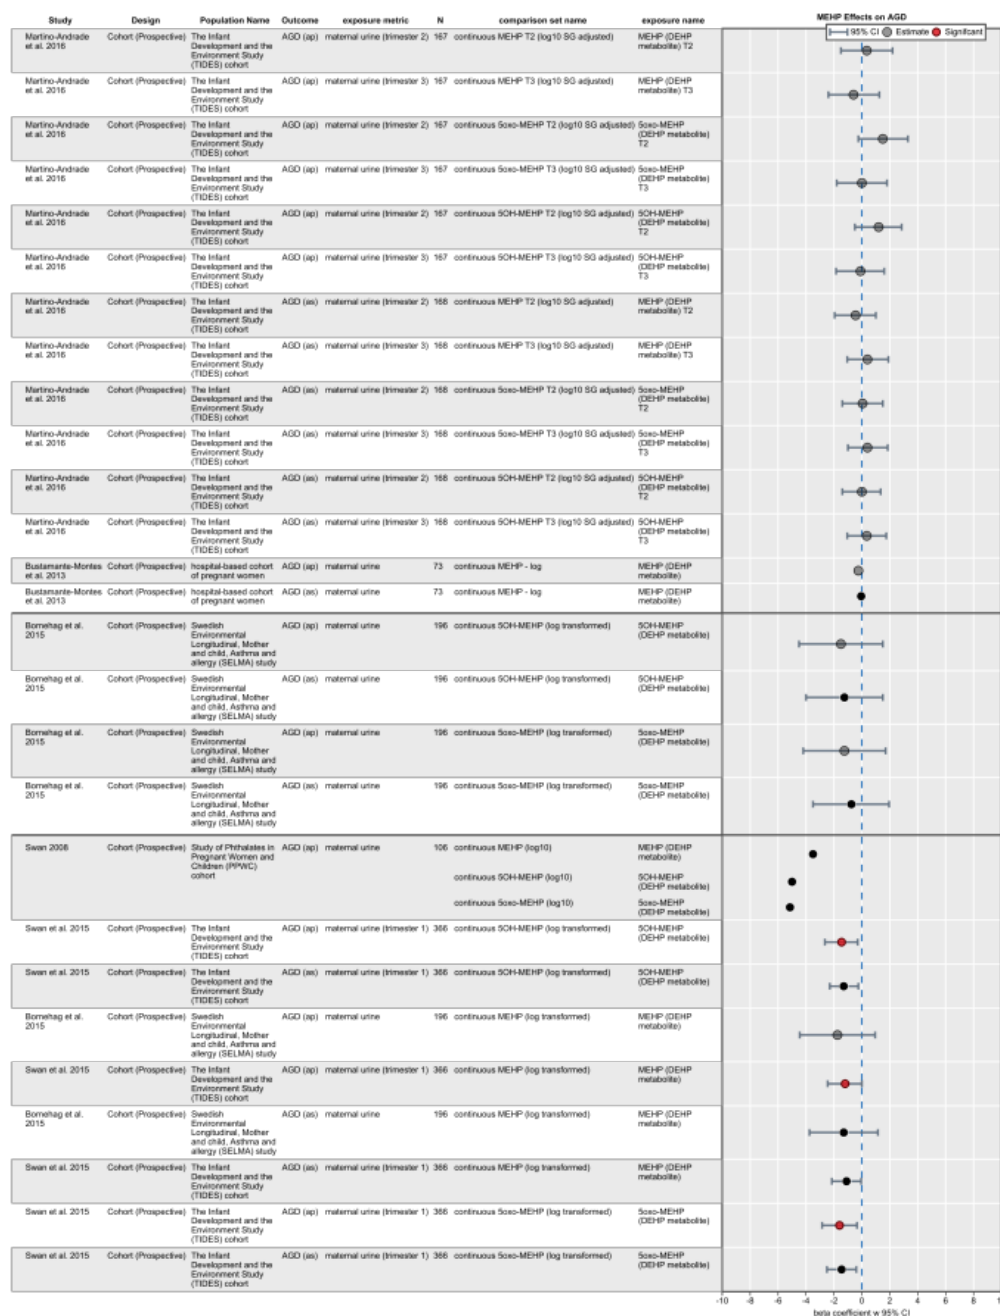 MEHP Effects on AGD
Study Design Population Name Outcome exposure metric N comparison set name exposure name
95% CI Estimate Significant
Martino-Andrade Cohort (Prospective) The Infant AGD (ap) maternal urine (trimester 2) 167 continuous MEHP T2 (log10 SG adjusted) MEHP (DEHP
et al. 2016 Development and the metabolite) T2
Environment Study
(TIDES) cohort
Martino-Andrade Cohort (Prospective) The Infant AGD (ap) maternal urine (trimester 3) 167 continuous MEHP T3 (log10 SG adjusted) MEHP (DEHP
et al. 2016 Development and the metabolite) T3
Environment Study
(TIDES) cohort
Martino-Andrade Cohort (Prospective) The Infant AGD (ap) maternal urine (trimester 2) 167 continuous 5oxo-MEHP T2 (log10 SG adjusted) 5oxo-MEHP
et al. 2016 Development and the (DEHP metabolite)
Environment Study T2
(TIDES) cohort
Martino-Andrade Cohort (Prospective) The Infant AGD (ap) maternal urine (trimester 3) 167 continuous 5oxo-MEHP T3 (log10 SG adjusted) 5oxo-MEHP
et al. 2016 Development and the (DEHP metabolite)
Environment Study T3
(TIDES) cohort
Martino-Andrade Cohort (Prospective) The Infant AGD (ap) maternal urine (trimester 2) 167 continuous 5OH-MEHP T2 (log10 SG adjusted) 5OH-MEHP
et al. 2016 Development and the (DEHP metabolite)
Environment Study T2
(TIDES) cohort
Martino-Andrade Cohort (Prospective) The Infant AGD (ap) maternal urine (trimester 3) 167 continuous 5OH-MEHP T3 (log10 SG adjusted) 5OH-MEHP
et al. 2016 Development and the (DEHP metabolite)
Environment Study T3
(TIDES) cohort
Martino-Andrade Cohort (Prospective) The Infant AGD (as) maternal urine (trimester 2) 168 continuous MEHP T2 (log10 SG adjusted) MEHP (DEHP
et al. 2016 Development and the metabolite) T2
Environment Study
(TIDES) cohort
Martino-Andrade Cohort (Prospective) The Infant AGD (as) maternal urine (trimester 3) 168 continuous MEHP T3 (log10 SG adjusted) MEHP (DEHP
et al. 2016 Development and the metabolite) T3
Environment Study
(TIDES) cohort
Martino-Andrade Cohort (Prospective) The Infant AGD (as) maternal urine (trimester 2) 168 continuous 5oxo-MEHP T2 (log10 SG adjusted) 5oxo-MEHP
et al. 2016 Development and the (DEHP metabolite)
Environment Study T2
(TIDES) cohort
Martino-Andrade Cohort (Prospective) The Infant AGD (as) maternal urine (trimester 3) 168 continuous 5oxo-MEHP T3 (log10 SG adjusted) 5oxo-MEHP
et al. 2016 Development and the (DEHP metabolite)
Environment Study T3
(TIDES) cohort
Martino-Andrade Cohort (Prospective) The Infant AGD (as) maternal urine (trimester 2) 168 continuous 5OH-MEHP T2 (log10 SG adjusted) 5OH-MEHP
et al. 2016 Development and the (DEHP metabolite)
Environment Study T2
(TIDES) cohort
Martino-Andrade Cohort (Prospective) The Infant AGD (as) maternal urine (trimester 3) 168 continuous 5OH-MEHP T3 (log10 SG adjusted) 5OH-MEHP
et al. 2016 Development and the (DEHP metabolite)
Environment Study T3
(TIDES) cohort
Bustamante-Montes Cohort (Prospective) hospital-based cohort AGD (ap) maternal urine 73 continuous MEHP - log MEHP (DEHP
et al. 2013 of pregnant women metabolite)
Bustamante-Montes Cohort (Prospective) hospital-based cohort AGD (as) maternal urine 73 continuous MEHP - log MEHP (DEHP
et al. 2013 of pregnant women metabolite)
Bornehag et al. Cohort (Prospective) Swedish AGD (ap) maternal urine 196 continuous 5OH-MEHP (log transformed) 5OH-MEHP
2015 Environmental (DEHP metabolite)
Longitudinal, Mother
and child, Asthma and
allergy (SELMA) study
Bornehag et al. Cohort (Prospective) Swedish AGD (as) maternal urine 196 continuous 5OH-MEHP (log transformed) 5OH-MEHP
2015 Environmental (DEHP metabolite)
Longitudinal, Mother
and child, Asthma and
allergy (SELMA) study
Bornehag et al. Cohort (Prospective) Swedish AGD (ap) maternal urine 196 continuous 5oxo-MEHP (log transformed) 5oxo-MEHP
2015 Environmental (DEHP metabolite)
Longitudinal, Mother
and child, Asthma and
allergy (SELMA) study
Bornehag et al. Cohort (Prospective) Swedish AGD (as) maternal urine 196 continuous 5oxo-MEHP (log transformed) 5oxo-MEHP
2015 Environmental (DEHP metabolite)
Longitudinal, Mother
and child, Asthma and
allergy (SELMA) study
Swan 2008 Cohort (Prospective) Study of Phthalates in AGD (ap) maternal urine 106 continuous MEHP (log10) MEHP (DEHP
Pregnant Women and metabolite)
Children (PPWC)
cohort continuous 5OH-MEHP (log10) 5OH-MEHP
(DEHP metabolite)
continuous 5oxo-MEHP (log10) 5oxo-MEHP
(DEHP metabolite)
Swan et al. 2015 Cohort (Prospective) The Infant AGD (ap) maternal urine (trimester 1) 366 continuous 5OH-MEHP (log transformed) 5OH-MEHP
Development and the (DEHP metabolite)
Environment Study
(TIDES) cohort
Swan et al. 2015 Cohort (Prospective) The Infant AGD (as) maternal urine (trimester 1) 366 continuous 5OH-MEHP (log transformed) 5OH-MEHP
Development and the (DEHP metabolite)
Environment Study
(TIDES) cohort
Bornehag et al. Cohort (Prospective) Swedish AGD (ap) maternal urine 196 continuous MEHP (log transformed) MEHP (DEHP
2015 Environmental metabolite)
Longitudinal, Mother
and child, Asthma and
allergy (SELMA) study
Swan et al. 2015 Cohort (Prospective) The Infant AGD (ap) maternal urine (trimester 1) 366 continuous MEHP (log transformed) MEHP (DEHP
Development and the metabolite)
Environment Study
(TIDES) cohort
Bornehag et al. Cohort (Prospective) Swedish AGD (as) maternal urine 196 continuous MEHP (log transformed) MEHP (DEHP
2015 Environmental metabolite)
Longitudinal, Mother
and child, Asthma and
allergy (SELMA) study
Swan et al. 2015 Cohort (Prospective) The Infant AGD (as) maternal urine (trimester 1) 366 continuous MEHP (log transformed) MEHP (DEHP
Development and the metabolite)
Environment Study
(TIDES) cohort
Swan et al. 2015 Cohort (Prospective) The Infant AGD (ap) maternal urine (trimester 1) 366 continuous 5oxo-MEHP (log transformed) 5oxo-MEHP
Development and the (DEHP metabolite)
Environment Study
(TIDES) cohort
Swan et al. 2015 Cohort (Prospective) The Infant AGD (as) maternal urine (trimester 1) 366 continuous 5oxo-MEHP (log transformed) 5oxo-MEHP
Development and the (DEHP metabolite)
Environment Study
(TIDES) cohort
-10 -8 -6 -4 -2 0 2 4 6 8
beta coefficient w 95% CI